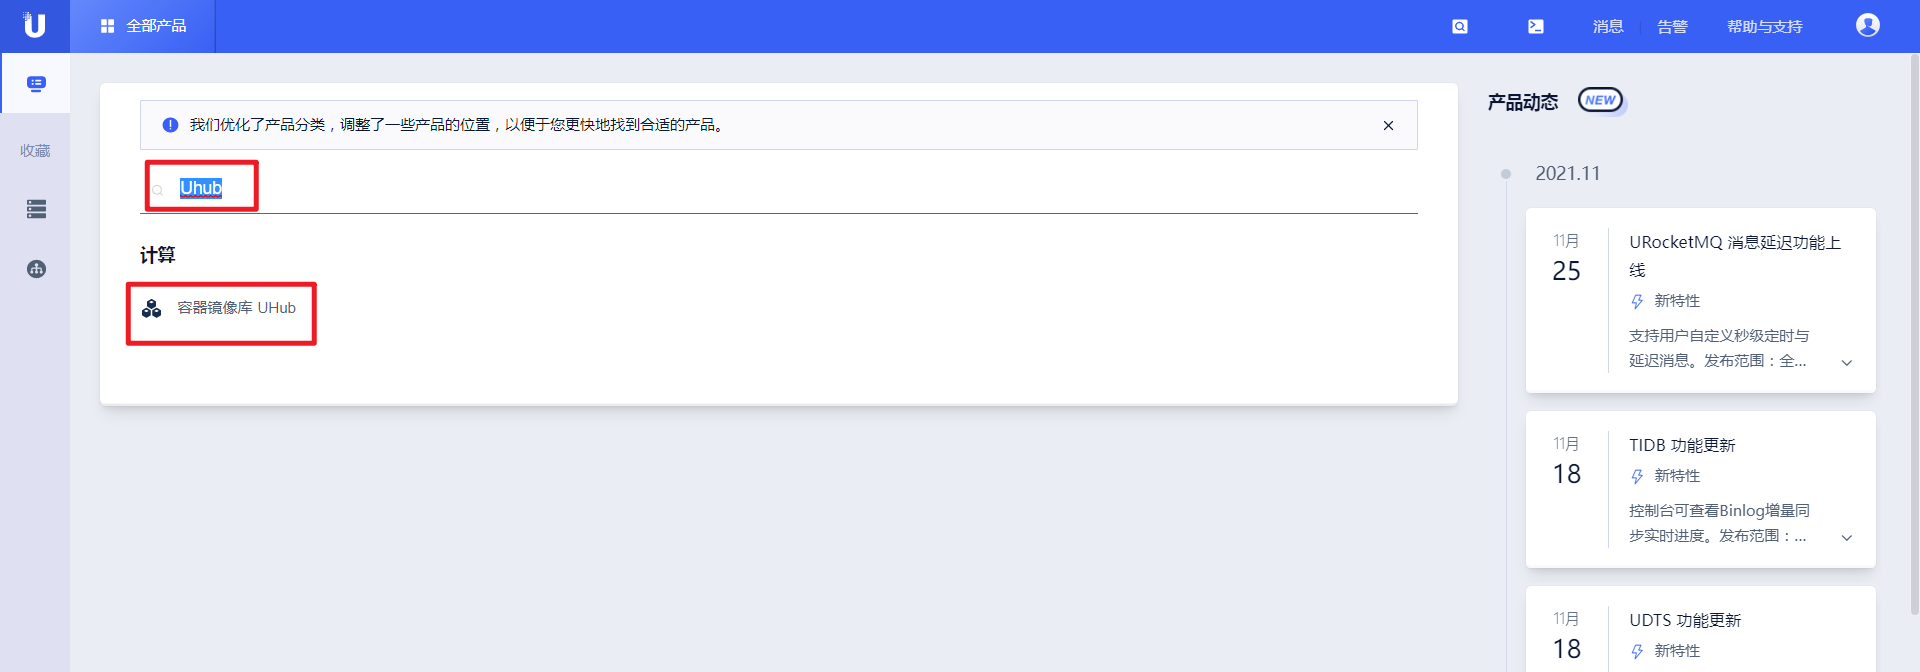 全部产品
消息
告警
帮助与支持
收藏
我们优化了产品分类，调整了一些产品的位置，以便于您更快地找到合适的产品。
Uhub
计算
容器镜像库 UHub
产品动态
NEW
2021.11
11月
25
URocketMQ 消息延迟功能上
线
新特性
支持用户自定义秒级定时与
延迟消息。发布范围：全...
11月
18
TIDB 功能更新
新特性
控制台可查看Binlog增量同
步实时进度。发布范围：...
11月
18
UDTS 功能更新
新特性